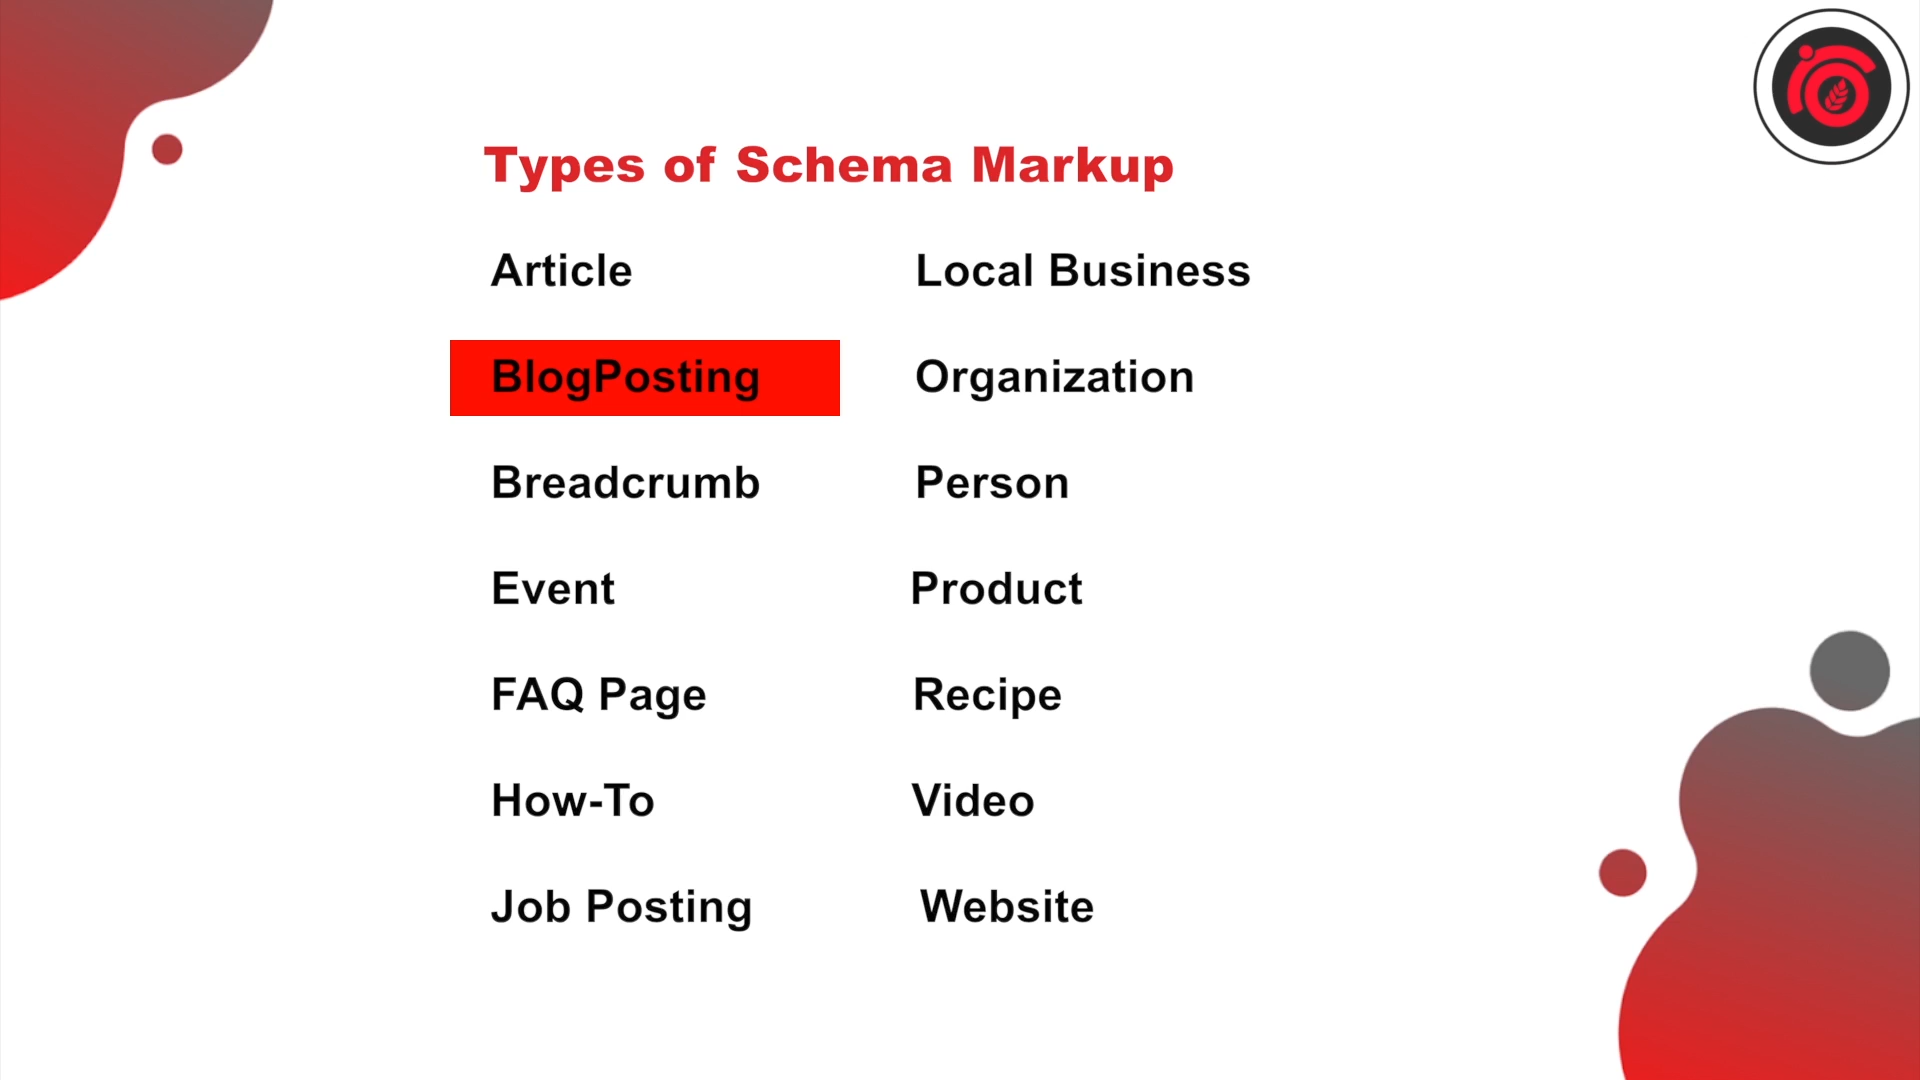 Types of Schema Markup
Article
BlogPosting
Breadcrumb
Event
FAQ Page
How-To
Job Posting
Local Business
Organization
Person
Product
Recipe
Video
Website